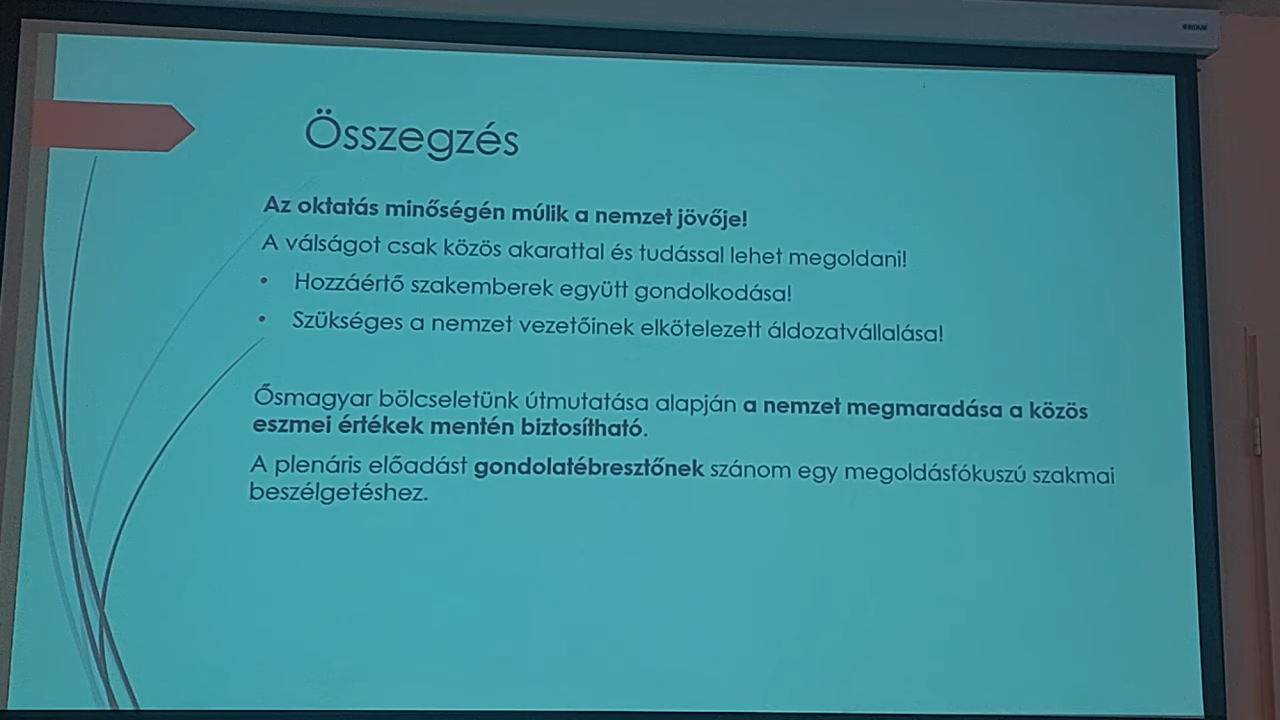 Összegzés
Az oktatás minőségén múlik a nemzet jövője!
A válságot csak közös akarattal és tudással lehet megoldani!
• Hozzáértő szakemberek együtt gondolkodása!
• Szükséges a nemzet vezetőinek elkötelezett áldozatvállalása!
Ősmagyar bölcseletünk útmutatása alapján a nemzet megmaradása a közös
eszmei értékek mentén biztosítható.
A plenáris előadást gondolatébresztőnek szánom egy megoldásfókuszú szakmai
beszélgetéshez.